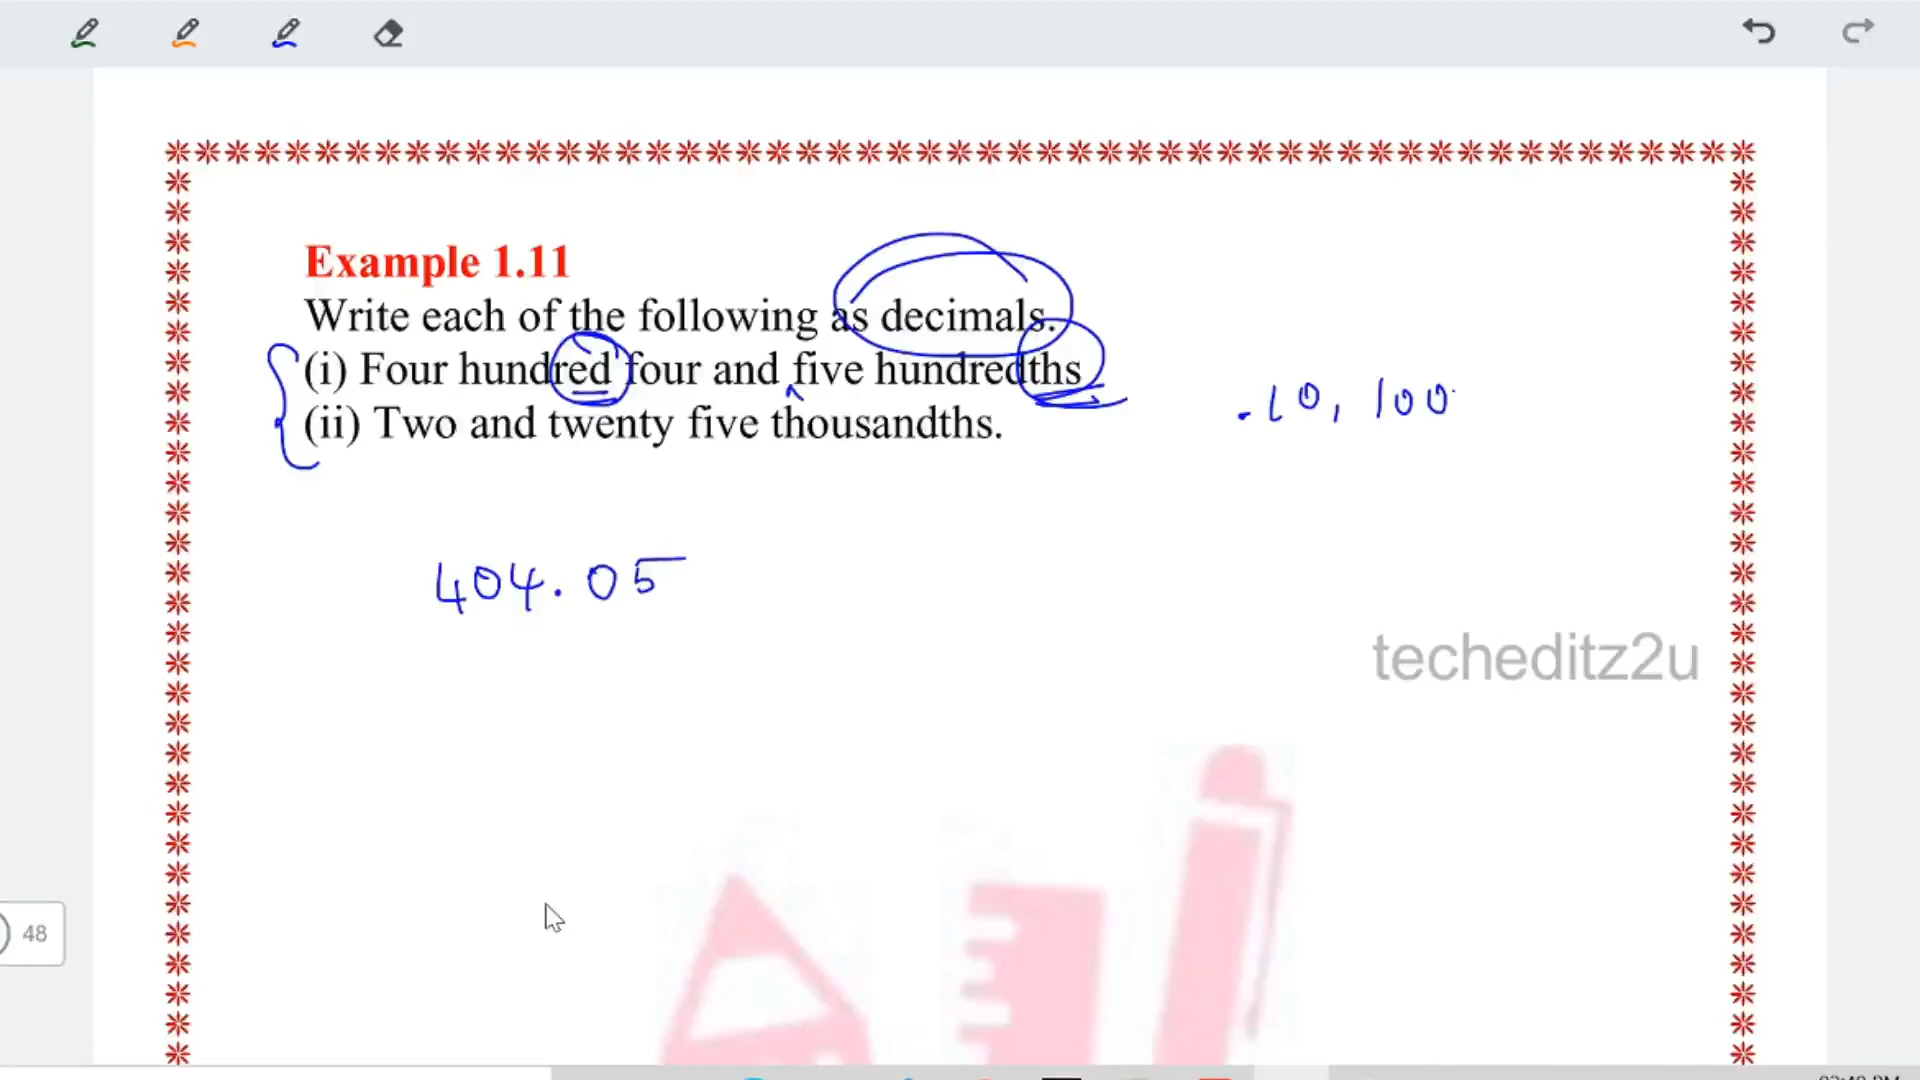 Example 1.11
Write each of the following as decimals.
(i) Four hundred four and five hundredths
(ii) Two and twenty five thousandths.
.10, 100
404.05
techeditz2u
48